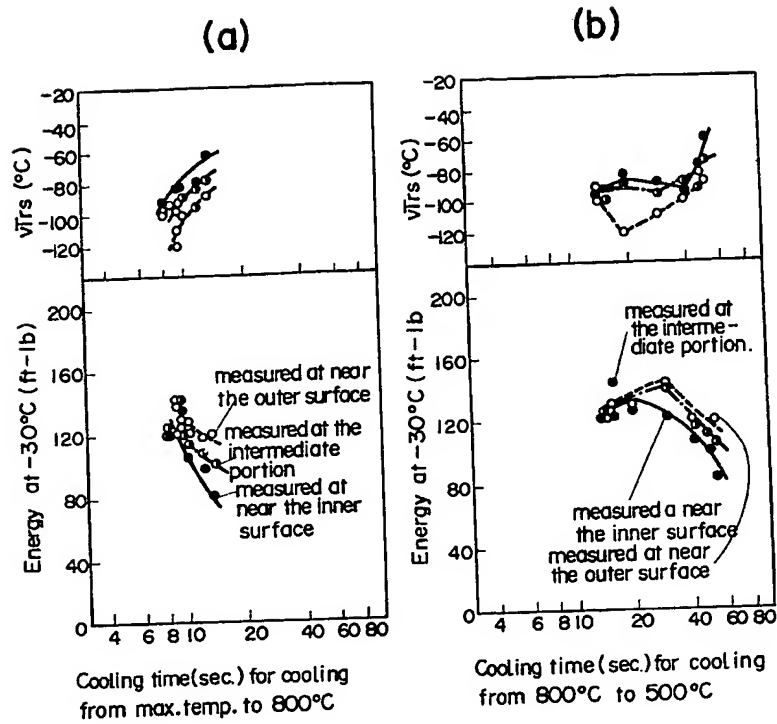 (a)
(b)
-20
-40
-60
-80
-100
-120
vTrs (°C)
200
160
120
80
40
0
Energy at -30°C (ft-lb)
measured at near
the outer surface
measured at the
intermediate
portion
measured at
near the inner
surface
4 6 8 10 20 40 60 80
Cooling time(sec.) for cooling
from max.temp. to 800°C
-20
-40
-60
-80
-100
-120
vTrs (°C)
200
160
120
80
40
0
Energy at -30°C (ft-lb)
measured at
the interme-
diate portion.
measured a near
the inner surface
measured at near
the outer surface
4 6 8 10 20 40 60 80
Cooling time(sec.) for cooling
from 800°C to 500°C